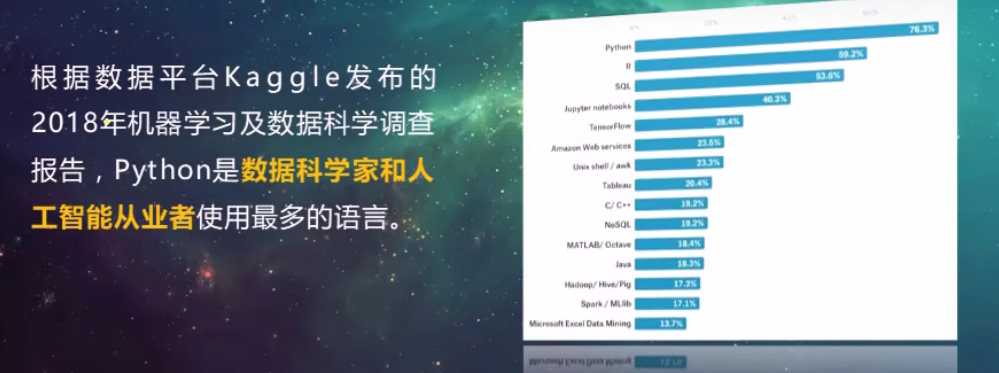 根据数据平台Kaggle发布的
2018年机器学习及数据科学调查
报告，Python是数据科学家和人
工智能从业者使用最多的语言。
0% 20% 40% 60%
Python 76.3%
R 59.2%
SQL 53.6%
Jupyter notebooks 40.3%
TensorFlow 28.4%
Amazon Web services 23.5%
Unix shell / awk 23.3%
Tableau 20.4%
C/ C++ 19.2%
NoSQL 19.2%
MATLAB/ Octave 18.4%
Java 18.3%
Hadoop/ Hive/Pig 17.3%
Spark / MLlib 17.1%
Microsoft Excel Data Mining 13.7%